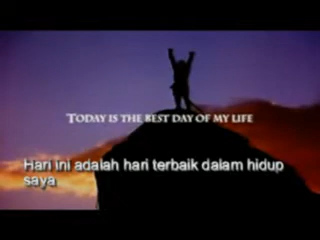 TODAY IS THE BEST DAY OF MY LIFE
Hari ini adalah hari terbaik dalam hidup
saya